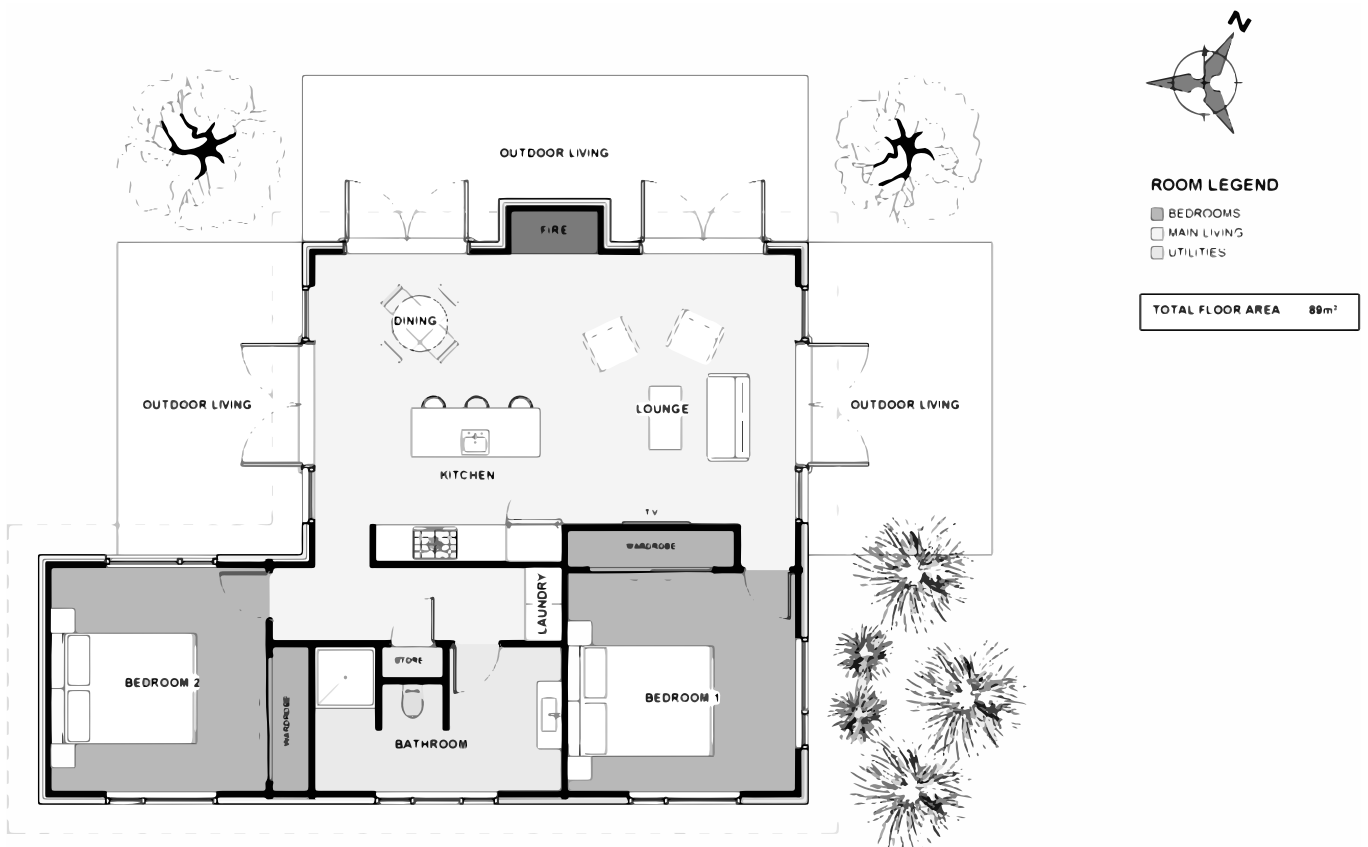 N
OUTDOOR LIVING
ROOM LEGEND
BEDROOMS
MAIN LIVING
UTILITIES
FIRE
TOTAL FLOOR AREA 89m²
DINING
OUTDOOR LIVING
LOUNGE
OUTDOOR LIVING
KITCHEN
TV
WARDROBE
LAUNDRY
STORE
BEDROOM 2
BEDROOM 1
WARDROBE
BATHROOM